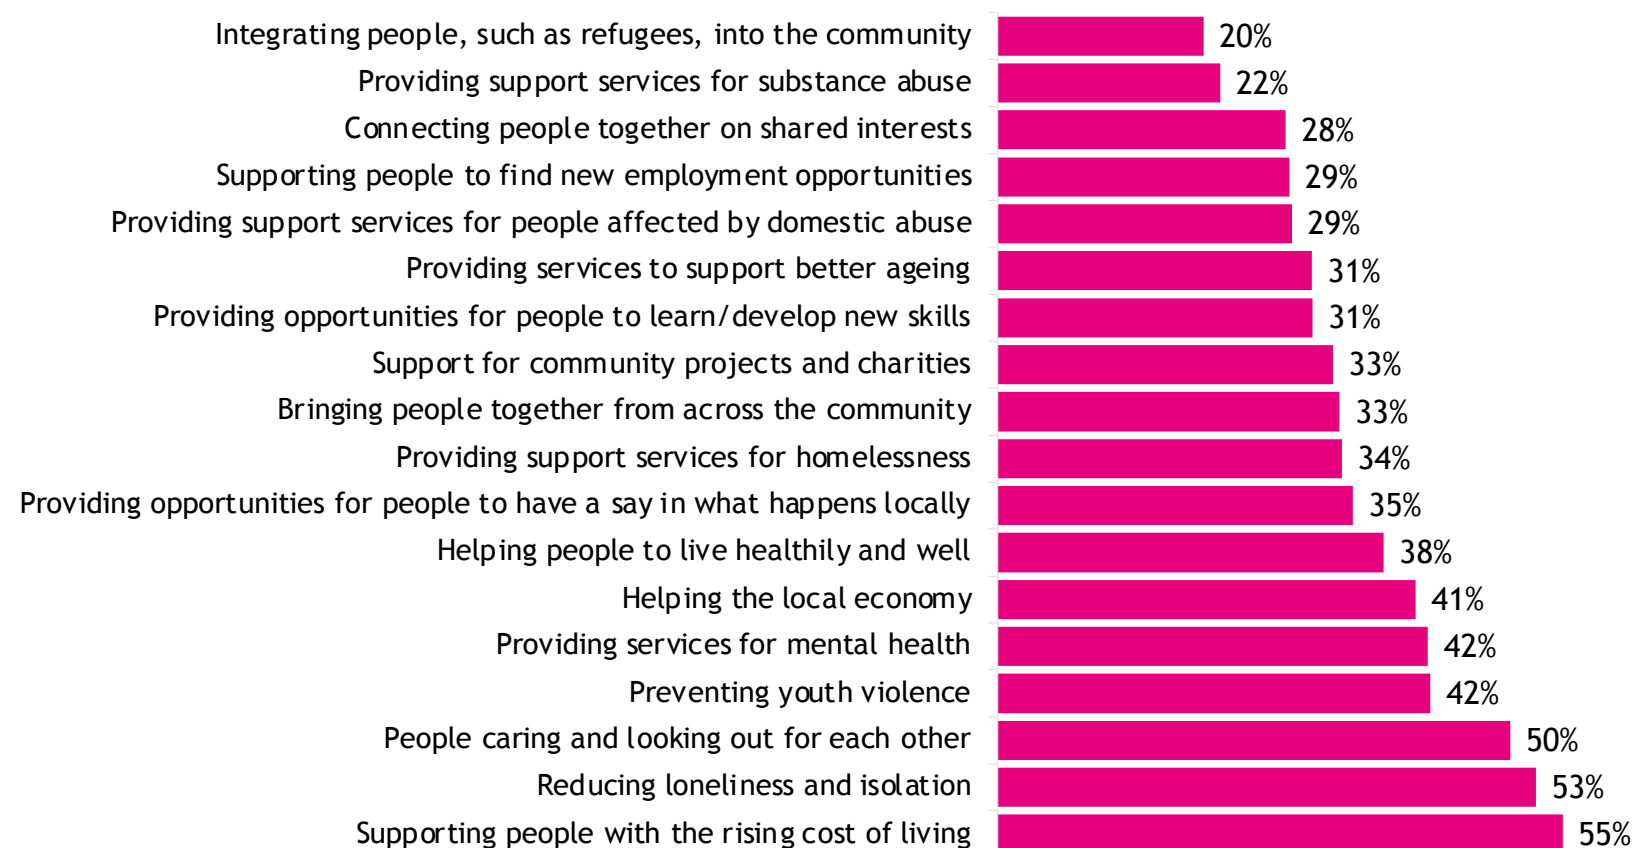 Integrating people, such as refugees, into the community 20%
Providing support services for substance abuse 22%
Connecting people together on shared interests 28%
Supporting people to find new employment opportunities 29%
Providing support services for people affected by domestic abuse 29%
Providing services to support better ageing 31%
Providing opportunities for people to learn/develop new skills 31%
Support for community projects and charities 33%
Bringing people together from across the community 33%
Providing support services for homelessness 34%
Providing opportunities for people to have a say in what happens locally 35%
Helping people to live healthily and well 38%
Helping the local economy 41%
Providing services for mental health 42%
Preventing youth violence 42%
People caring and looking out for each other 50%
Reducing loneliness and isolation 53%
Supporting people with the rising cost of living 55%